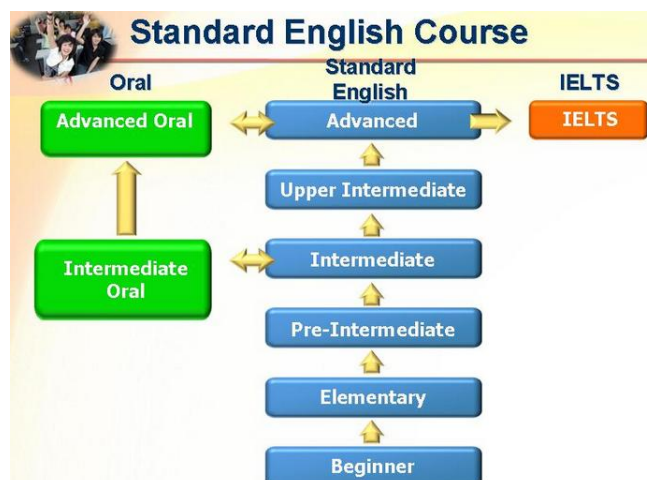 Standard English Course
Oral
Standard
English
IELTS
Advanced Oral
Advanced
IELTS
Upper Intermediate
Intermediate
Oral
Intermediate
Pre-Intermediate
Elementary
Beginner